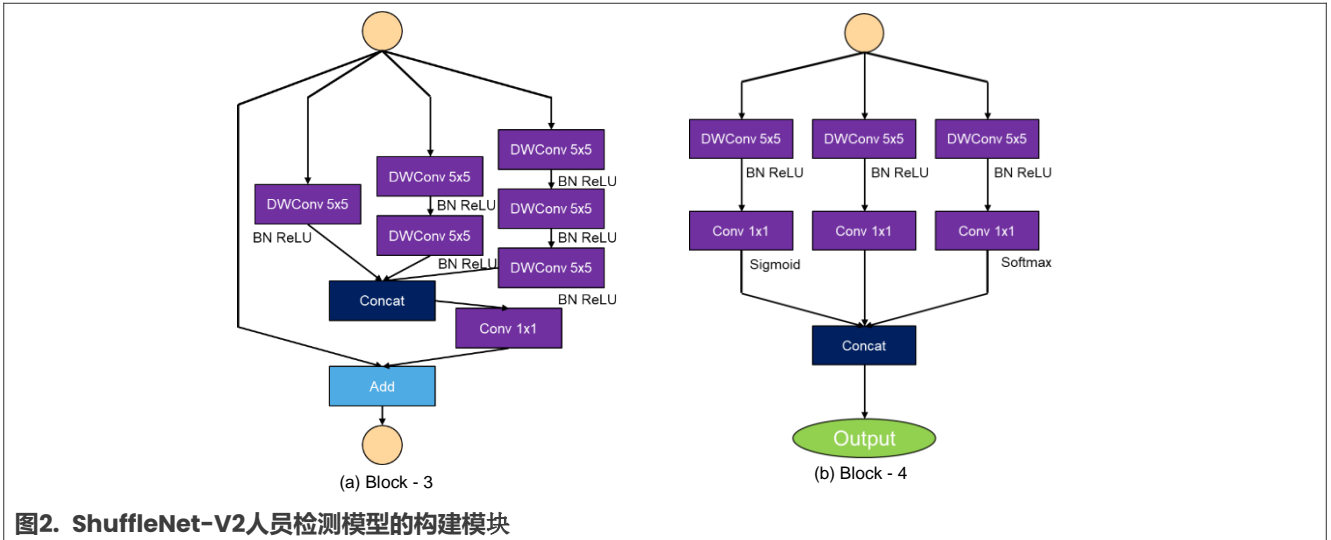 DWConv 5x5
BN ReLU
DWConv 5x5
BN ReLU
DWConv 5x5
BN ReLU
DWConv 5x5
BN ReLU
DWConv 5x5
BN ReLU
DWConv 5x5
BN ReLU
Concat
Conv 1x1
Add
(a) Block - 3
DWConv 5x5
DWConv 5x5
DWConv 5x5
BN ReLU
BN ReLU
BN ReLU
Conv 1x1
Conv 1x1
Conv 1x1
Sigmoid
Softmax
Concat
Output
(b) Block - 4
图2. ShuffleNet-V2人员检测模型的构建模块